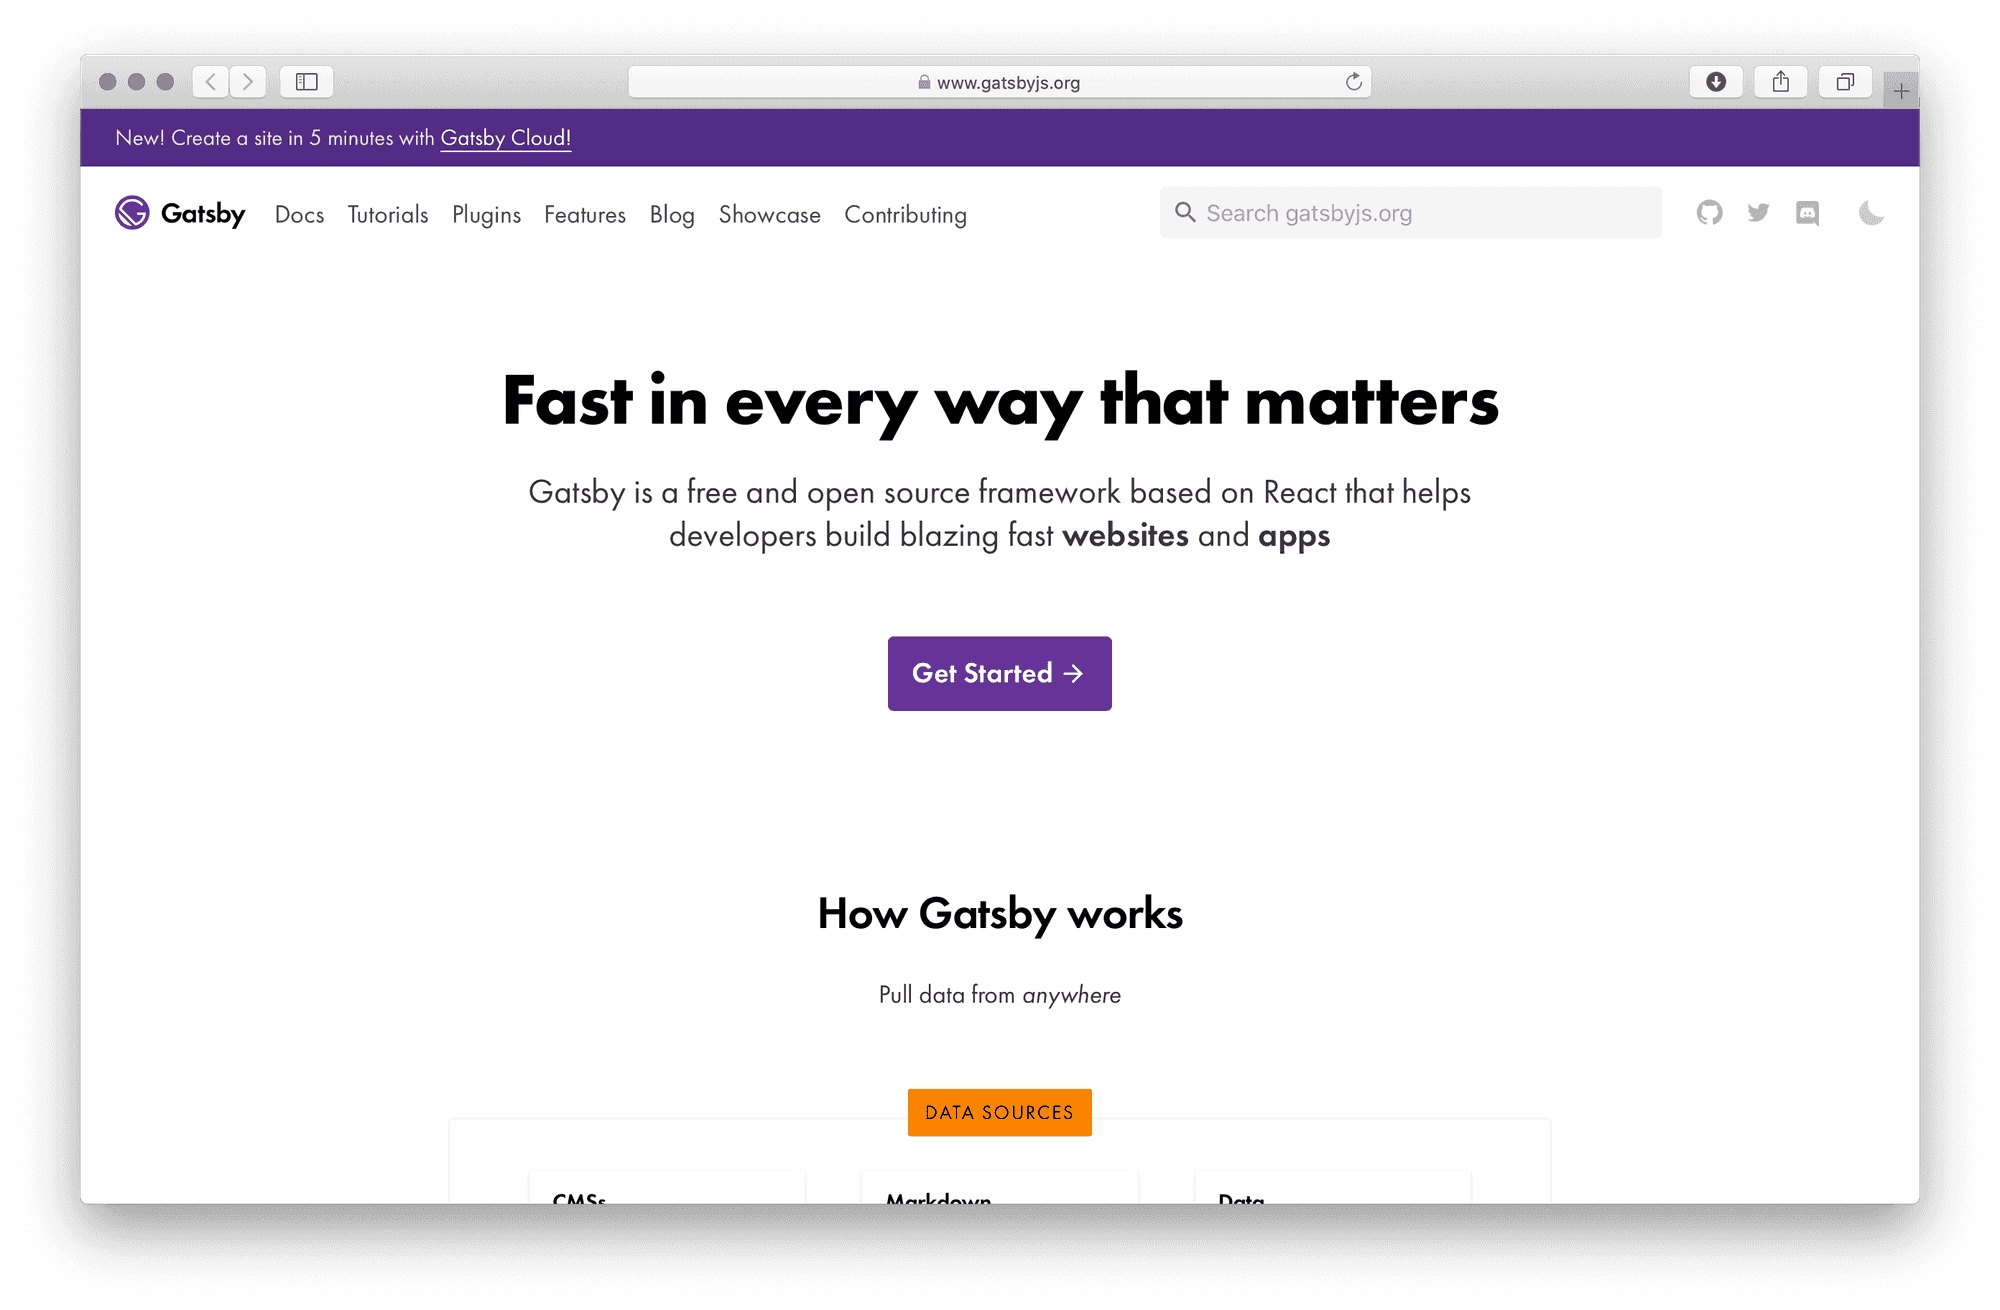 www.gatsbyjs.org
New! Create a site in 5 minutes with Gatsby Cloud!
Gatsby Docs Tutorials Plugins Features Blog Showcase Contributing Search gatsbyjs.org
Fast in every way that matters
Gatsby is a free and open source framework based on React that helps
developers build blazing fast websites and apps
Get Started →
How Gatsby works
Pull data from anywhere
DATA SOURCES
CMSs Markdown Data